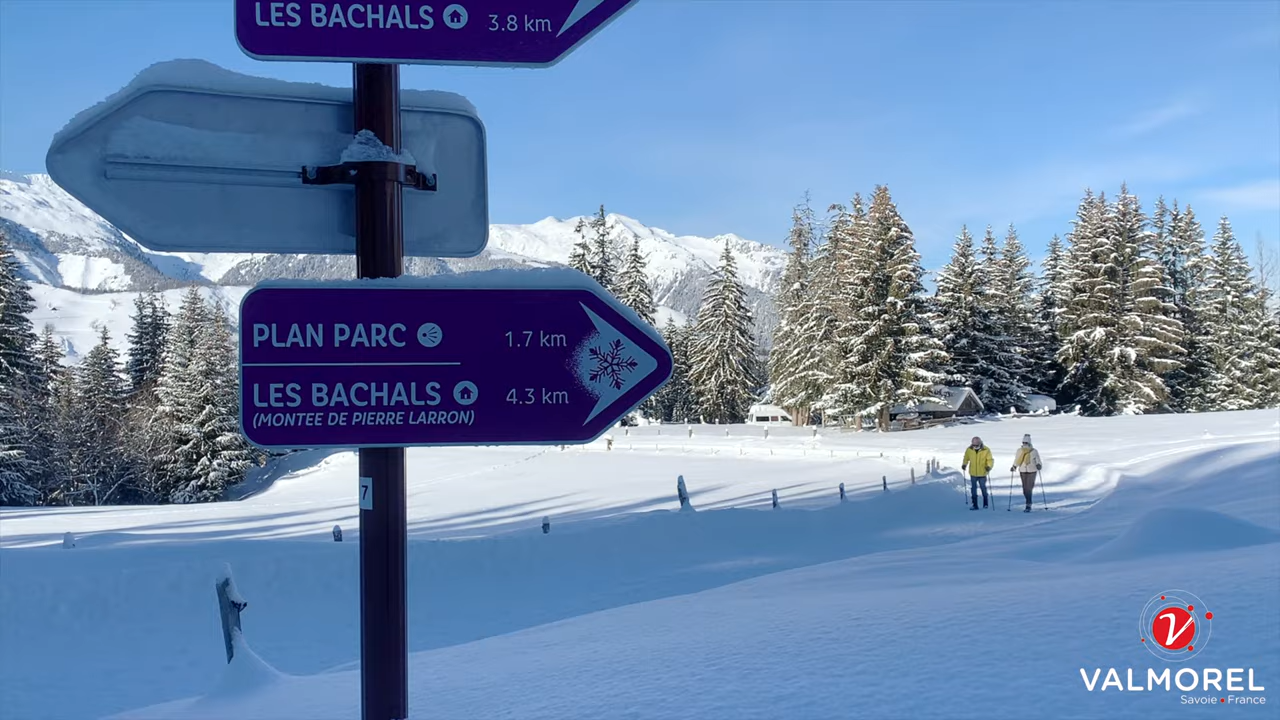 LES BACHALS 3.8 km
PLAN PARC 1.7 km
LES BACHALS 4.3 km
(MONTEE DE PIERRE LARRON)
7
V
VALMOREL
Savoie • France